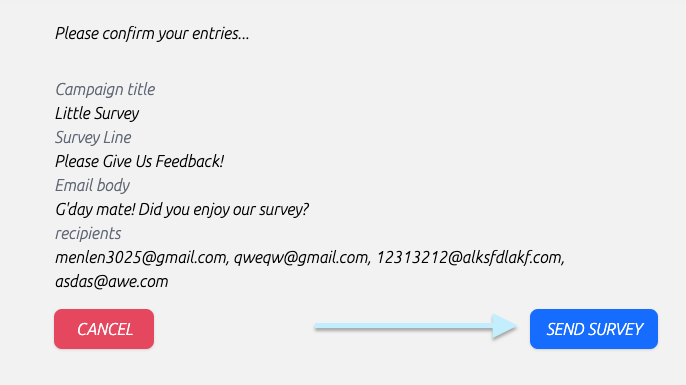 Please confirm your entries...
Campaign title
Little Survey
Survey Line
Please Give Us Feedback!
Email body
G'day mate! Did you enjoy our survey?
recipients
menlen3025@gmail.com, qweqw@gmail.com, 12313212@alksfdlakf.com,
asdas@awe.com
CANCEL
SEND SURVEY